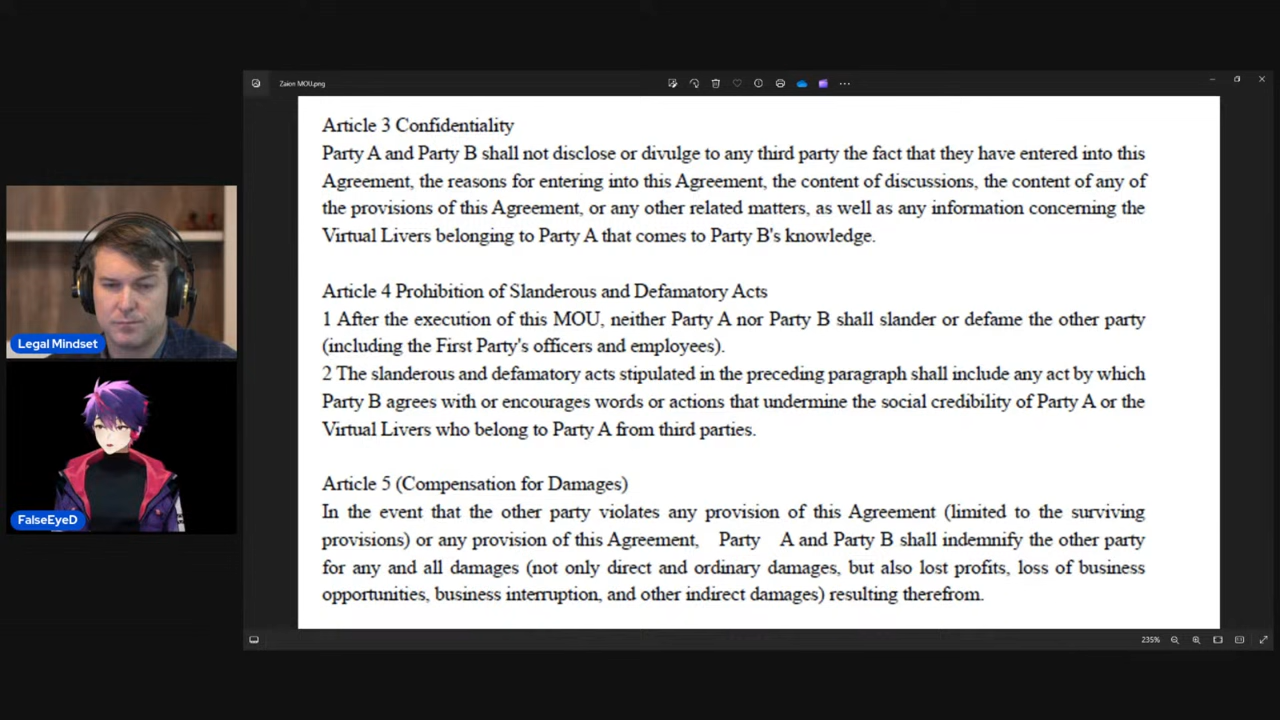 Zaion MOU.png
Article 3 Confidentiality
Party A and Party B shall not disclose or divulge to any third party the fact that they have entered into this
Agreement, the reasons for entering into this Agreement, the content of discussions, the content of any of
the provisions of this Agreement, or any other related matters, as well as any information concerning the
Virtual Livers belonging to Party A that comes to Party B's knowledge.
Article 4 Prohibition of Slanderous and Defamatory Acts
1 After the execution of this MOU, neither Party A nor Party B shall slander or defame the other party
(including the First Party's officers and employees).
2 The slanderous and defamatory acts stipulated in the preceding paragraph shall include any act by which
Party B agrees with or encourages words or actions that undermine the social credibility of Party A or the
Virtual Livers who belong to Party A from third parties.
Article 5 (Compensation for Damages)
In the event that the other party violates any provision of this Agreement (limited to the surviving
provisions) or any provision of this Agreement, Party A and Party B shall indemnify the other party
for any and all damages (not only direct and ordinary damages, but also lost profits, loss of business
opportunities, business interruption, and other indirect damages) resulting therefrom.
Legal Mindset
FalseEyeD
235%